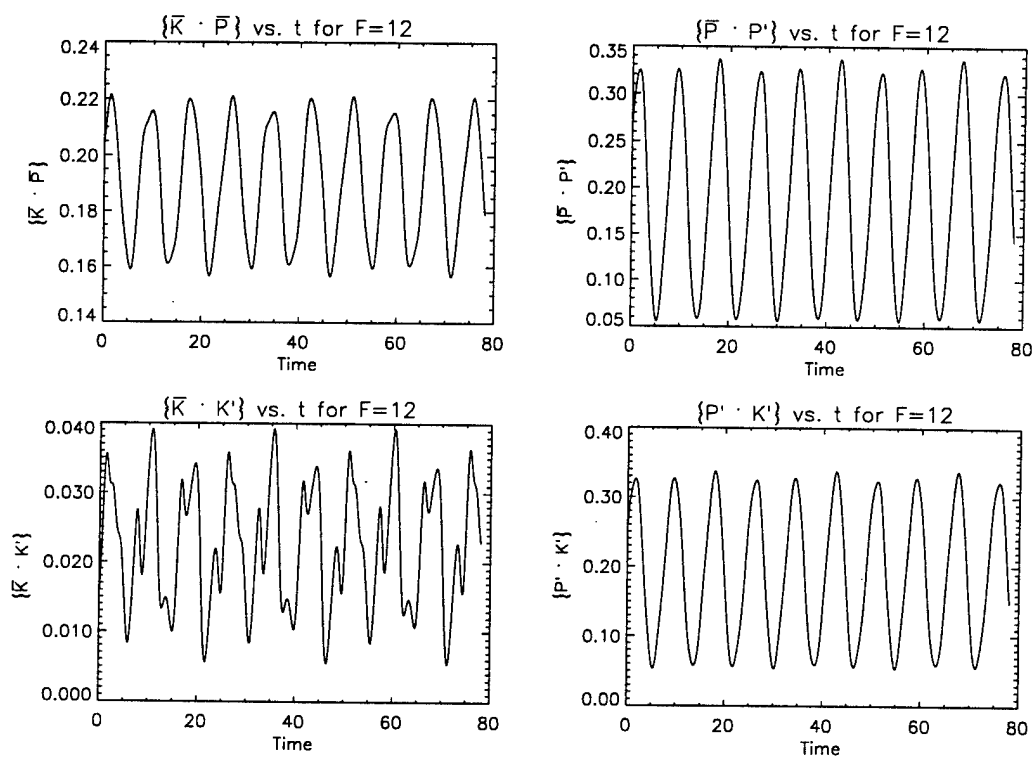 {K̅ · P̅} vs. t for F=12
0.24
0.22
0.20
0.18
0.16
0.14
{K̅ · P̅}
0 20 40 60 80
Time
{P̅ · P'} vs. t for F=12
0.35
0.30
0.25
0.20
0.15
0.10
0.05
{P̅ · P'}
0 20 40 60 80
Time
{K̅ · K'} vs. t for F=12
0.040
0.030
0.020
0.010
0.000
{K̅ · K'}
0 20 40 60 80
Time
{P' · K'} vs. t for F=12
0.40
0.30
0.20
0.10
0.00
{P' · K'}
0 20 40 60 80
Time